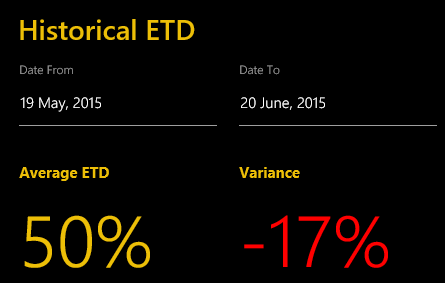 Historical ETD
Date From
Date To
19 May, 2015
20 June, 2015
Average ETD
Variance
50%
-17%